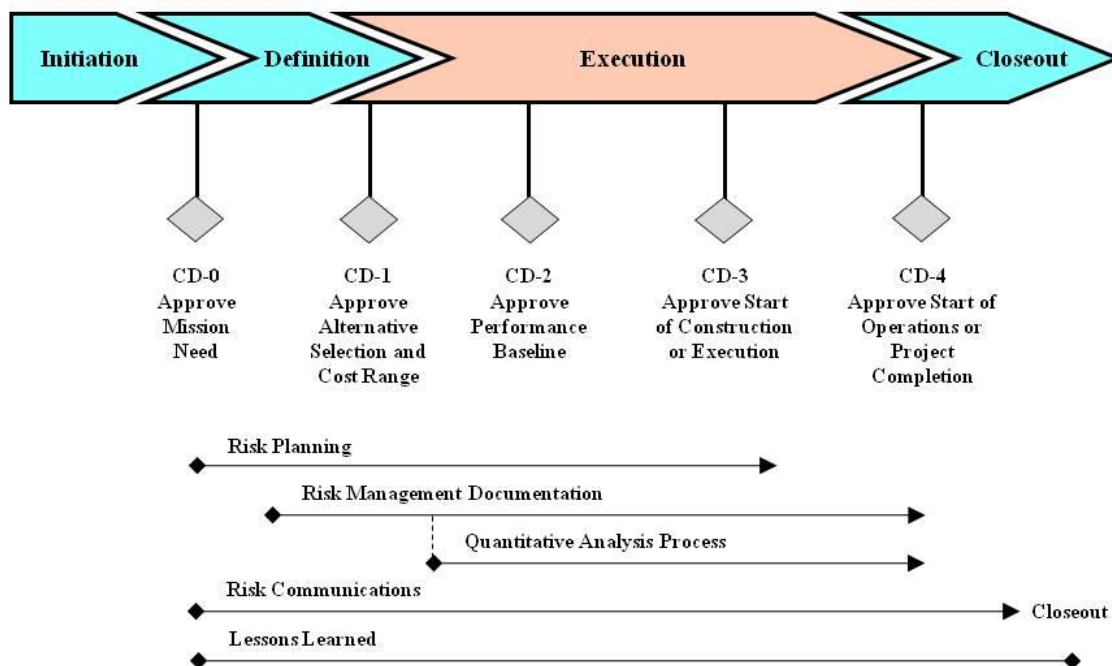 Initiation
Definition
Execution
Closeout
CD-0
Approve
Mission
Need
CD-1
Approve
Alternative
Selection and
Cost Range
CD-2
Approve
Performance
Baseline
CD-3
Approve Start
of Construction
or Execution
CD-4
Approve Start of
Operations or
Project
Completion
Risk Planning
Risk Management Documentation
Quantitative Analysis Process
Risk Communications
Closeout
Lessons Learned